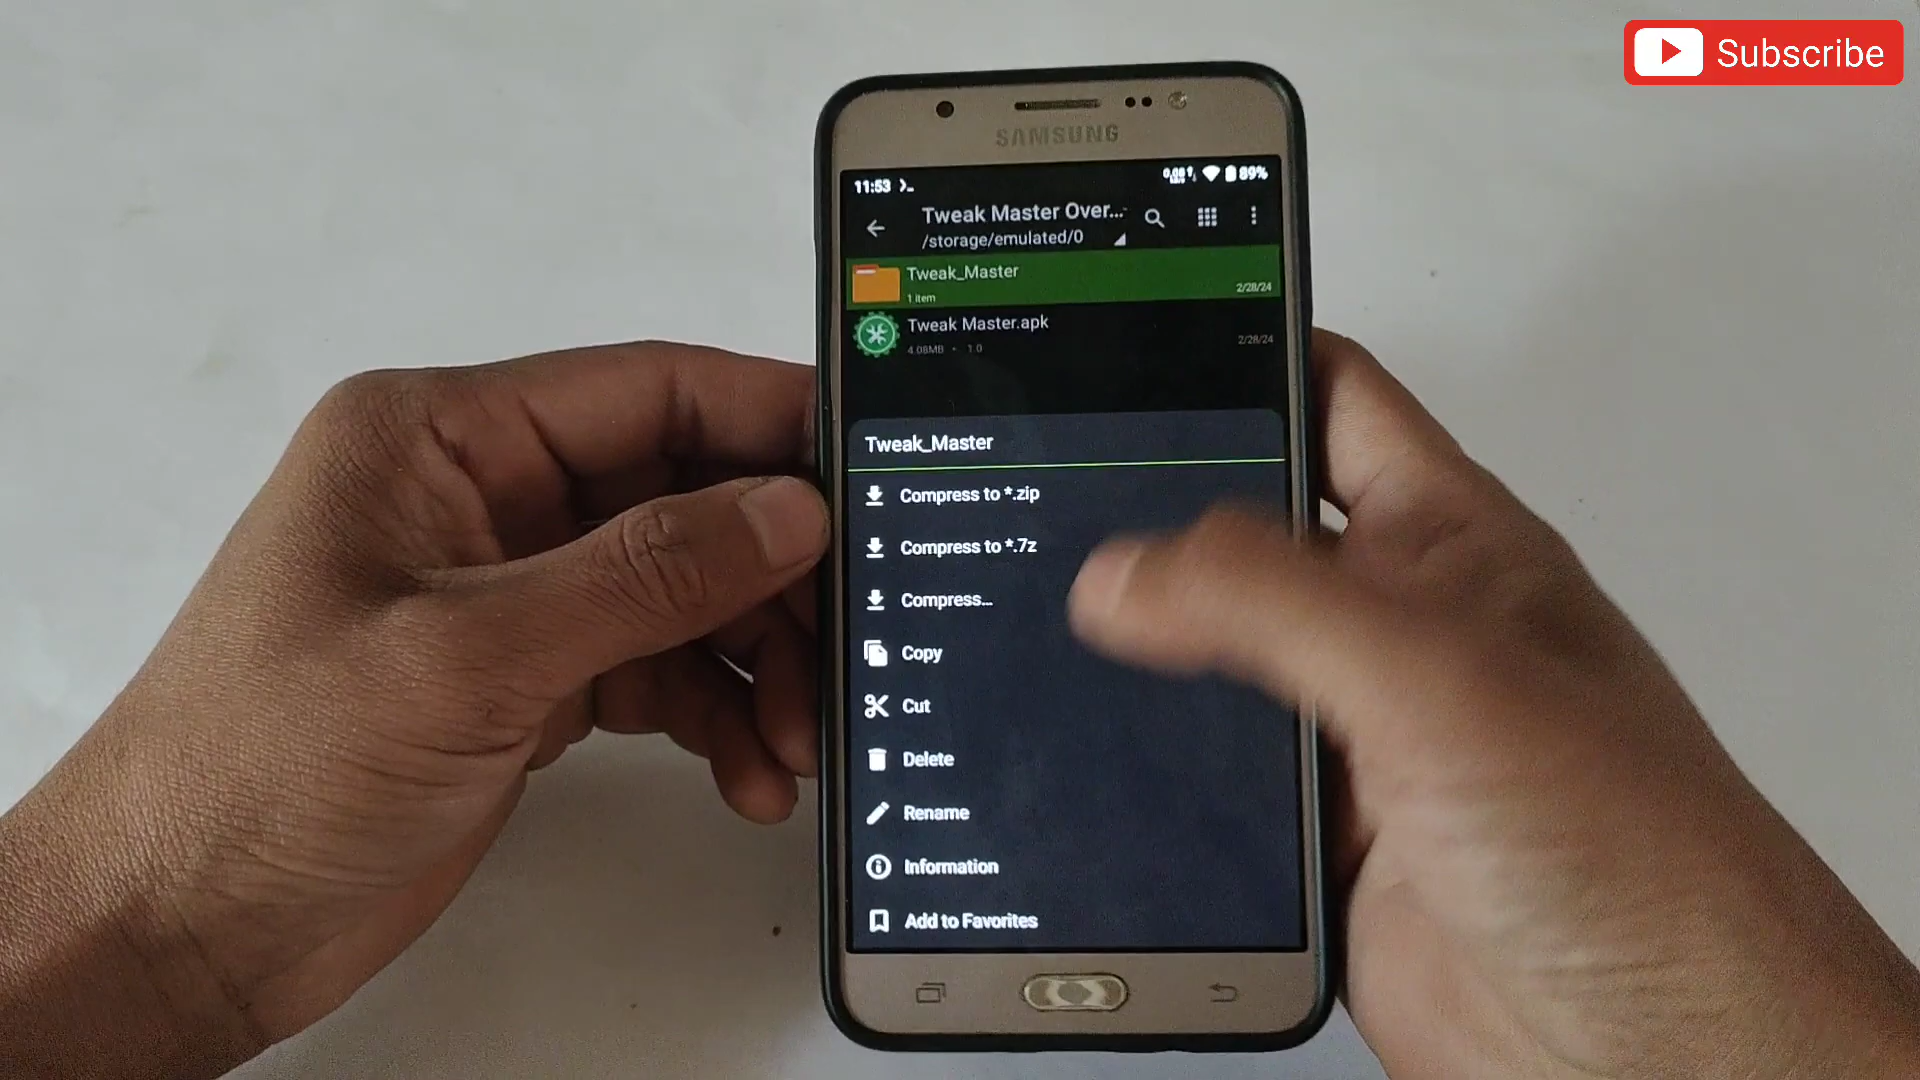 Subscribe
SAMSUNG
11:53
89%
Tweak Master Over...
/storage/emulated/0
Tweak_Master
1 item
2/28/24
Tweak Master.apk
4.08MB • 1.0
2/28/24
Tweak_Master
Compress to *.zip
Compress to *.7z
Compress...
Copy
Cut
Delete
Rename
Information
Add to Favorites